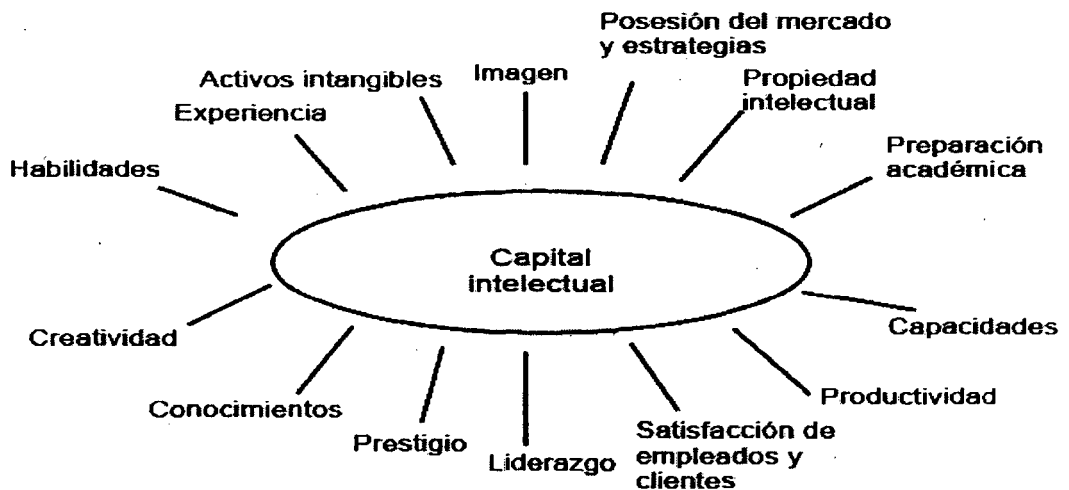 Posesión del mercado
y estrategias
Imagen
Activos intangibles
Propiedad
intelectual
Experiencia
Preparación
académica
Habilidades
Capital
intelectual
Capacidades
Creatividad
Productividad
Conocimientos
Prestigio
Liderazgo
Satisfacción de
empleados y
clientes